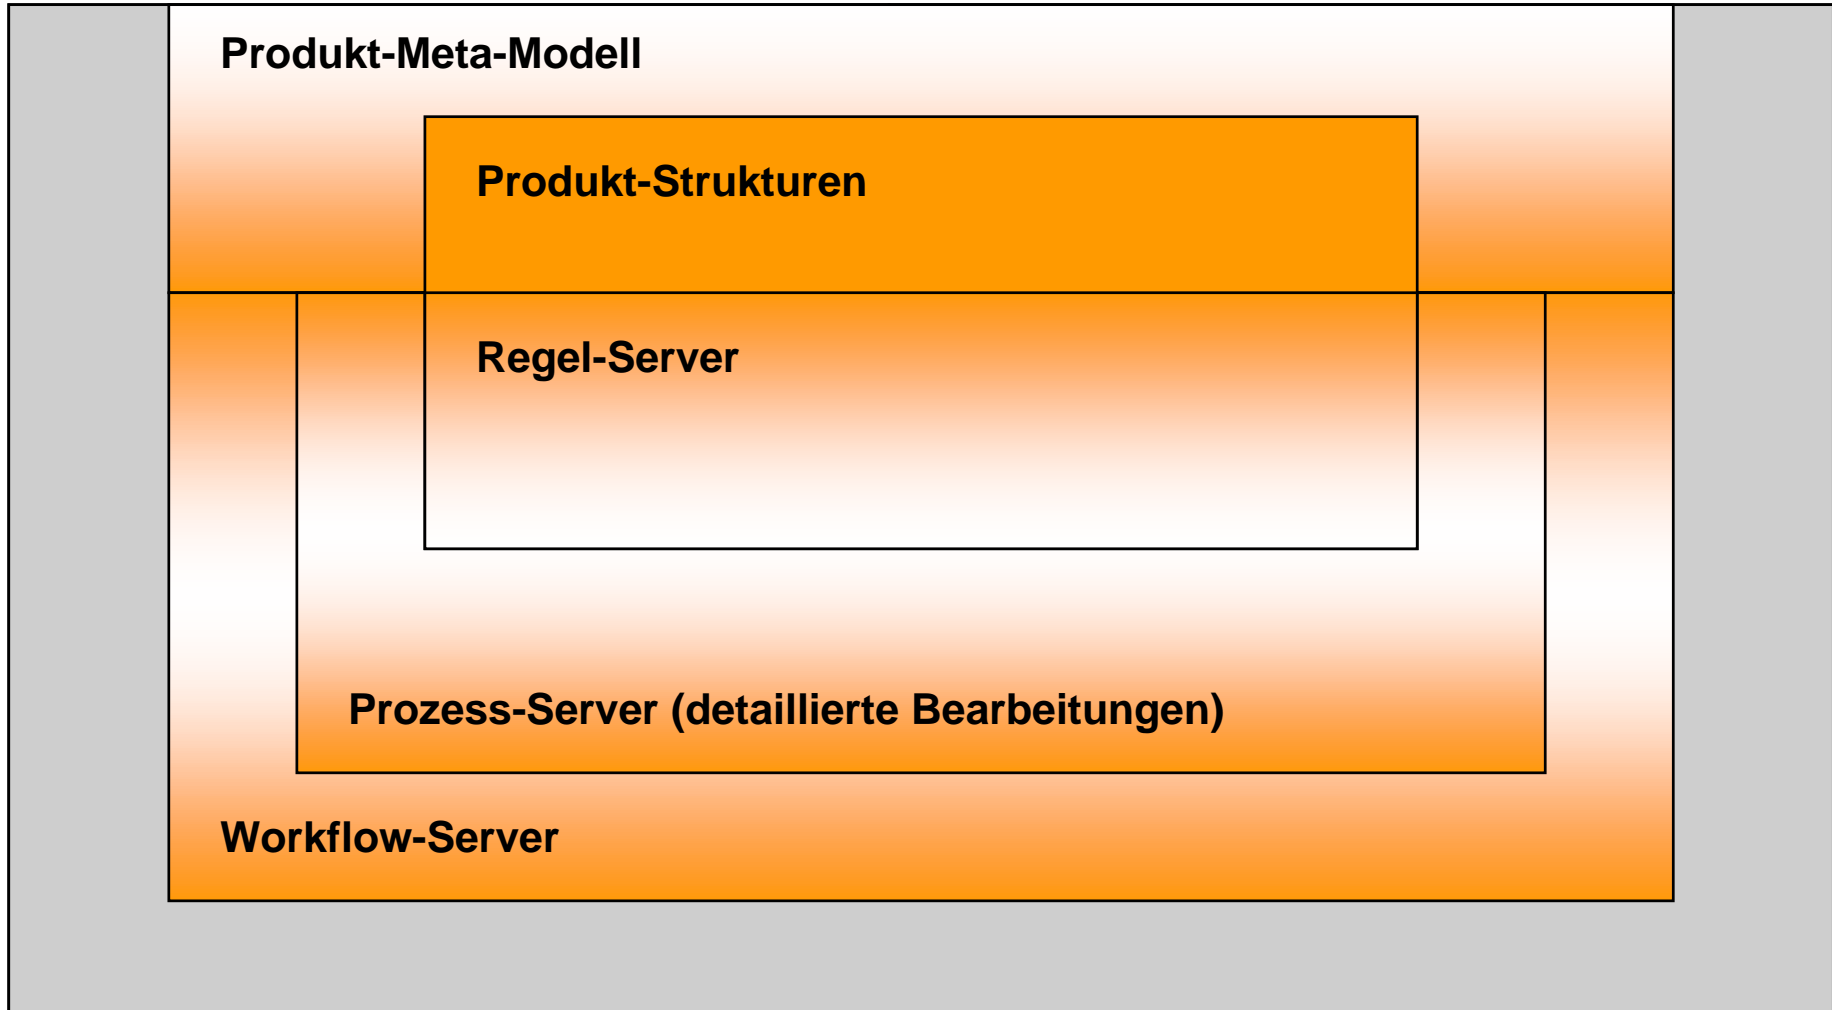 Produkt-Meta-Modell
Produkt-Strukturen
Regel-Server
Prozess-Server (detaillierte Bearbeitungen)
Workflow-Server